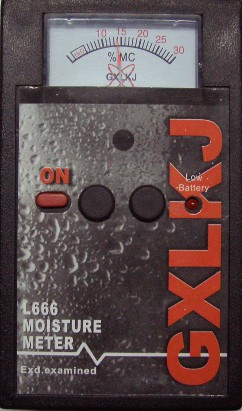 10 15 20 25 30
%MC
GXLKJ
ON
Low
Battery
GXLKJ
L666
MOISTURE
METER
Exd.examined